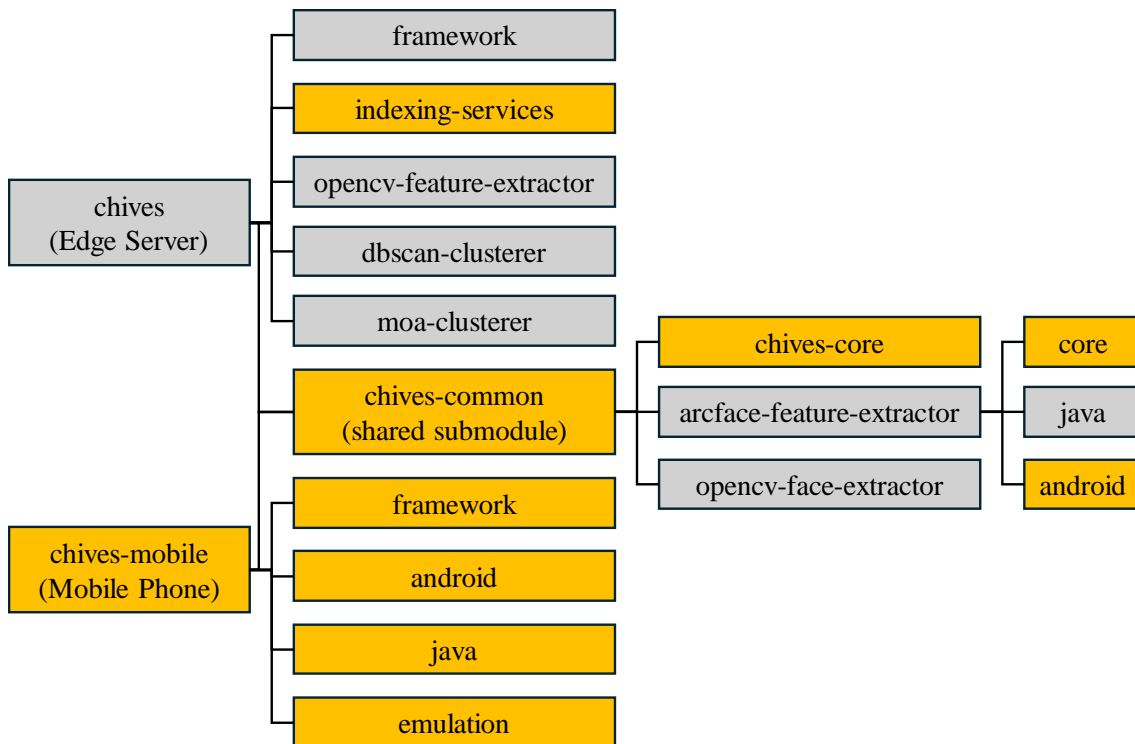 framework
indexing-services
opencv-feature-extractor
chives
(Edge Server)
dbscan-clusterer
moa-clusterer
chives-core
core
chives-common
(shared submodule)
arcface-feature-extractor
java
opencv-face-extractor
android
framework
chives-mobile
(Mobile Phone)
android
java
emulation